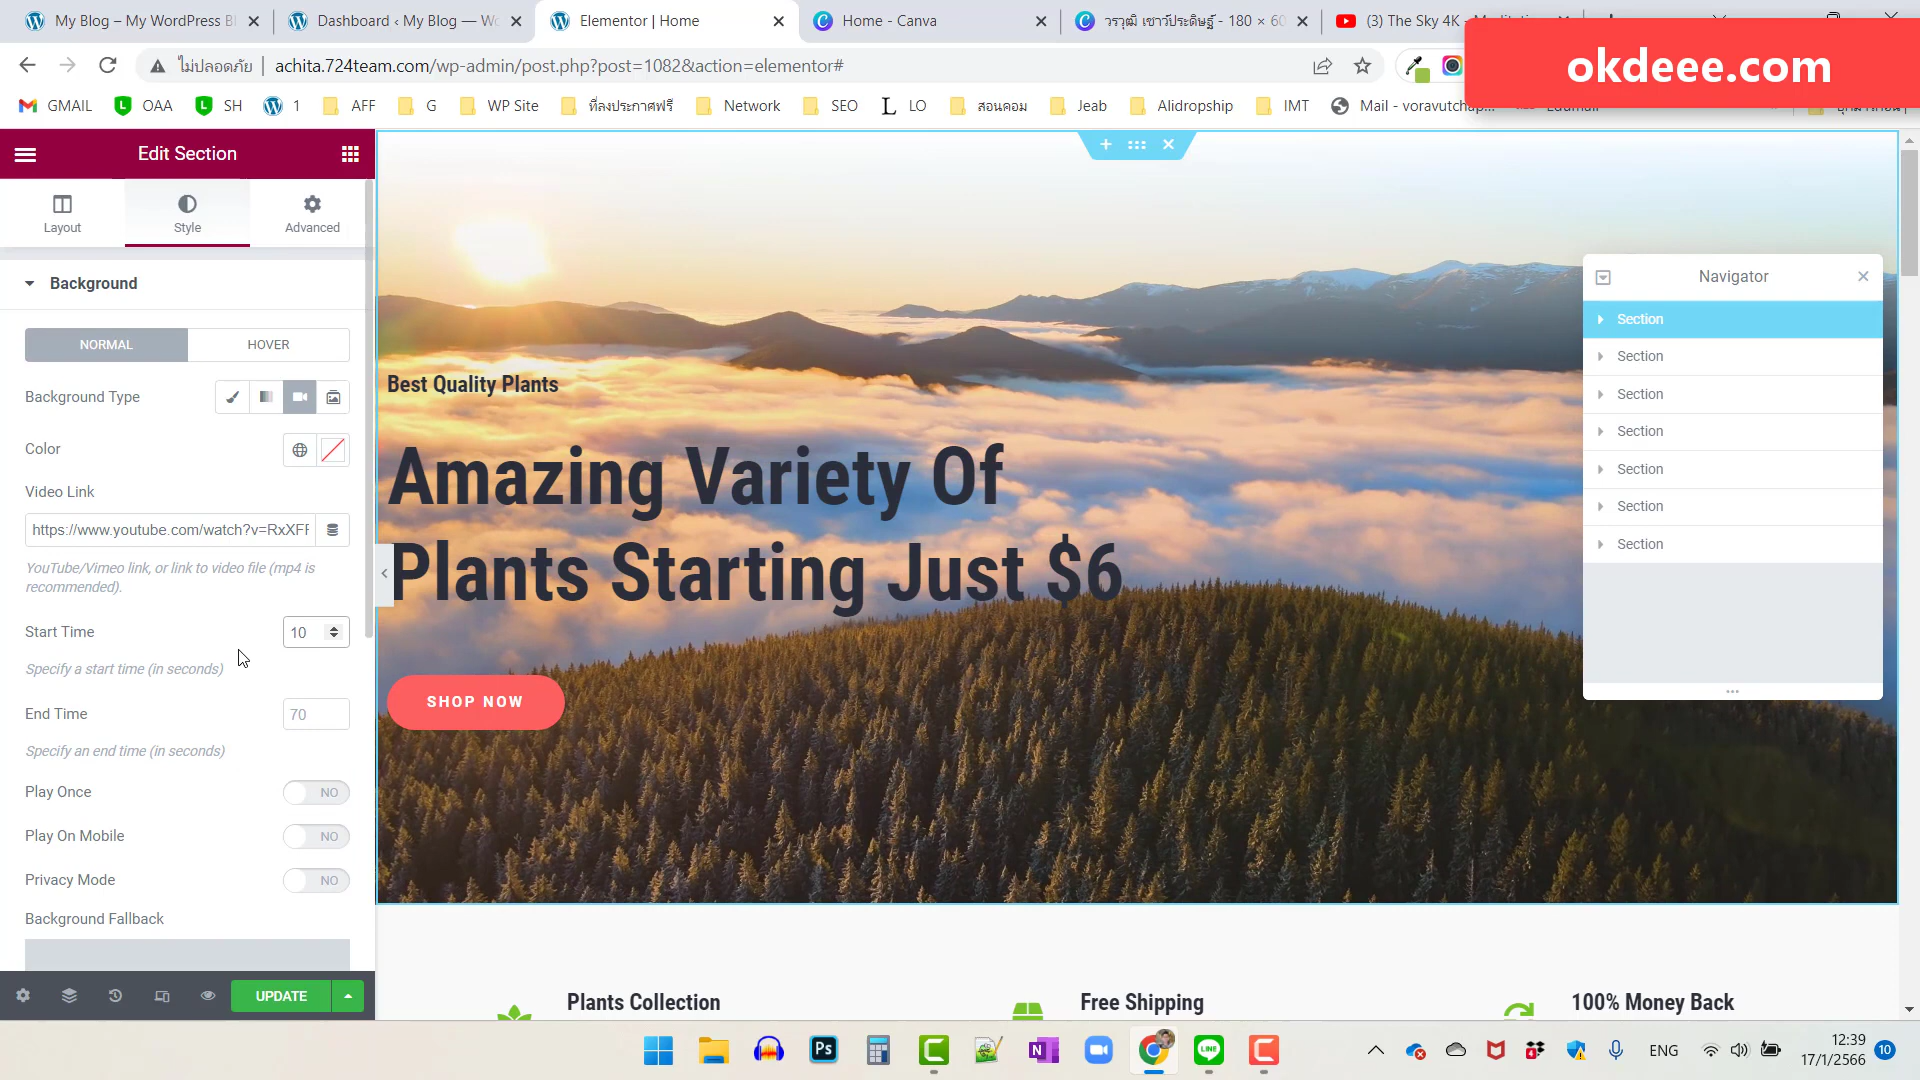 My Blog – My WordPress Bl
Dashboard ‹ My Blog — Wo
Elementor | Home
Home - Canva
วรวุฒิ เชาว์ประดิษฐ์ - 180 × 60
(3) The Sky 4K - Meditation
ไม่ปลอดภัย
achita.724team.com/wp-admin/post.php?post=1082&action=elementor#
okdeee.com
GMAIL
OAA
SH
1
AFF
G
WP Site
ที่ลงประกาศฟรี
Network
SEO
LO
สอนคอม
Jeab
Alidropship
IMT
Mail - voravutchap...
Edumall
Edit Section
Layout
Style
Advanced
Background
NORMAL
HOVER
Background Type
Color
Video Link
https://www.youtube.com/watch?v=RxXFF
YouTube/Vimeo link, or link to video file (mp4 is
recommended).
Start Time
10
Specify a start time (in seconds)
End Time
70
Specify an end time (in seconds)
Play Once
NO
Play On Mobile
NO
Privacy Mode
NO
Background Fallback
UPDATE
Best Quality Plants
Amazing Variety Of
Plants Starting Just $6
SHOP NOW
Navigator
Section
Section
Section
Section
Section
Section
Section
Plants Collection
Free Shipping
100% Money Back
ENG
12:39
17/1/2566
10